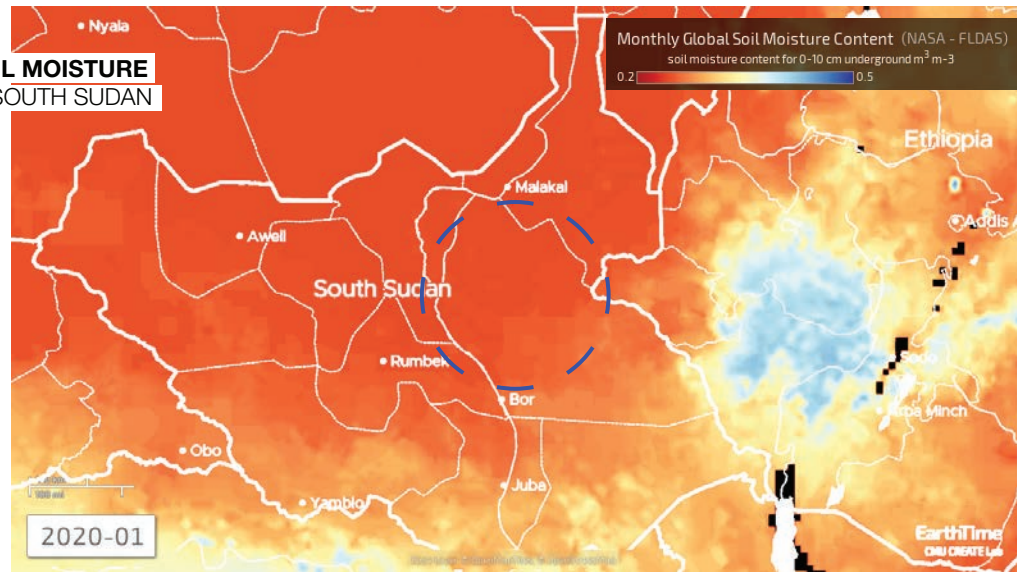 Nyala
L MOISTURE
SOUTH SUDAN
Monthly Global Soil Moisture Content (NASA - FLDAS)
soil moisture content for 0-10 cm underground m³ m-3
0.2 0.5
Ethiopia
Malakal
Addis A
Aweil
South Sudan
Rumbek
Sodo
Bor
Arba Minch
Obo
Juba
100 mi
Yambio
2020-01
EarthTime
CMU CREATE Lab